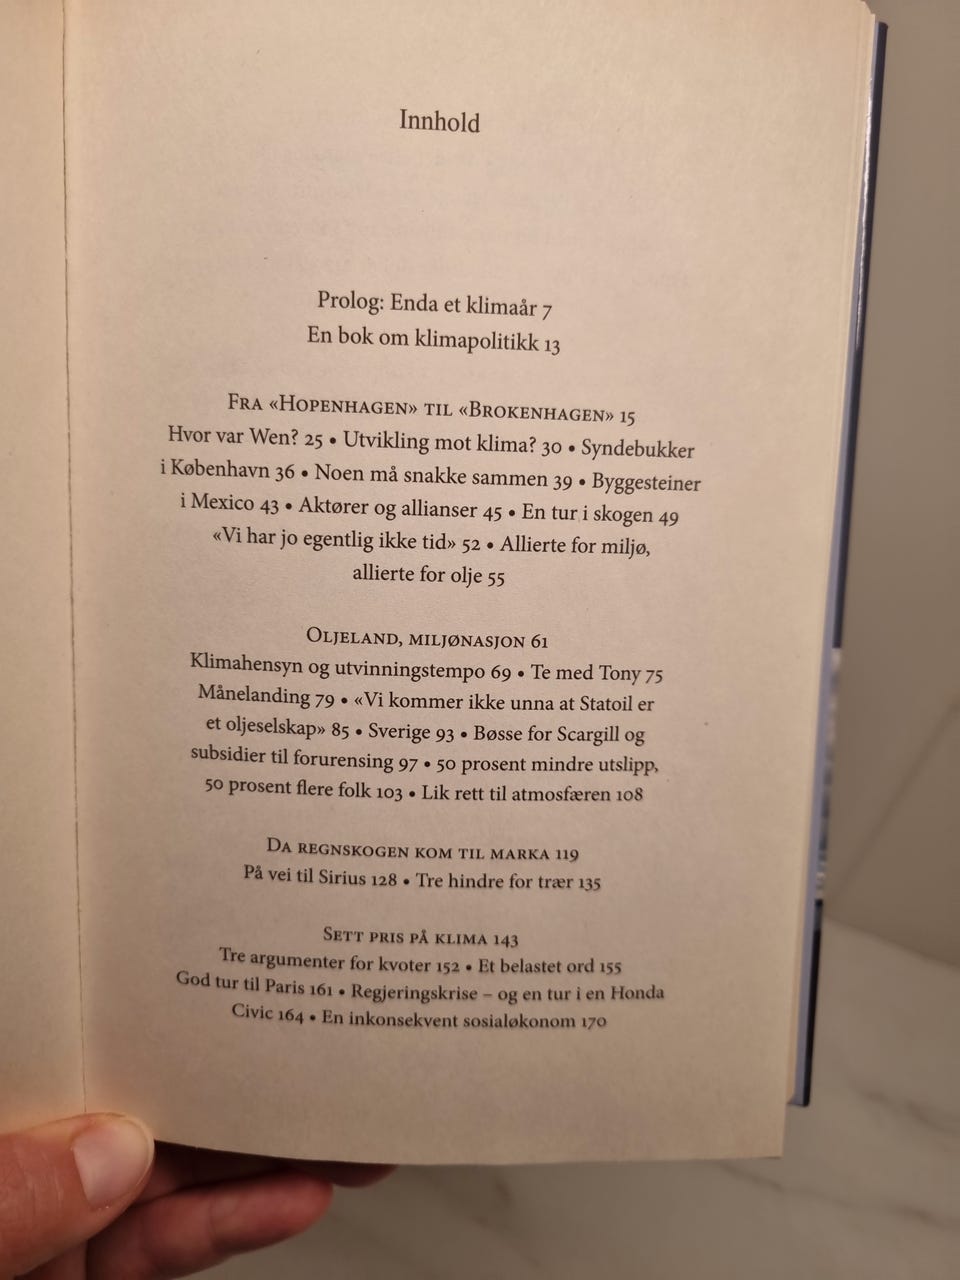 Innhold
Prolog: Enda et klimaår 7
En bok om klimapolitikk 13
Fra «Hopenhagen» til «Brokenhagen» 15
Hvor var Wen? 25 • Utvikling mot klima? 30 • Syndebukker
i København 36 • Noen må snakke sammen 39 • Byggesteiner
i Mexico 43 • Aktører og allianser 45 • En tur i skogen 49
«Vi har jo egentlig ikke tid» 52 • Allierte for miljø,
allierte for olje 55
Oljeland, miljønasjon 61
Klimahensyn og utvinningstempo 69 • Te med Tony 75
Månelanding 79 • «Vi kommer ikke unna at Statoil er
et oljeselskap» 85 • Sverige 93 • Bøsse for Scargill og
subsidier til forurensing 97 • 50 prosent mindre utslipp,
50 prosent flere folk 103 • Lik rett til atmosfæren 108
Da regnskogen kom til marka 119
På vei til Sirius 128 • Tre hindre for trær 135
Sett pris på klima 143
Tre argumenter for kvoter 152 • Et belastet ord 155
God tur til Paris 161 • Regjeringskrise – og en tur i en Honda
Civic 164 • En inkonsekvent sosialøkonom 170